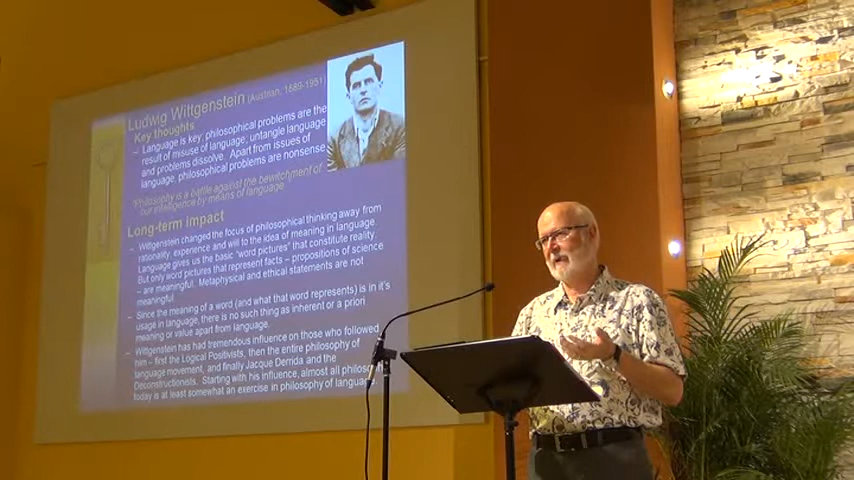 Ludwig Wittgenstein (Austrian, 1889-1951)
Key thoughts
– Language is key; philosophical problems are the
result of misuse of language; untangle language
and problems dissolve. Apart from issues of
language, philosophical problems are nonsense
"Philosophy is a battle against the bewitchment of
our intelligence by means of language"
Long-term impact
– Wittgenstein changed the focus of philosophical thinking away from
rationality, experience and will to the idea of meaning in language.
Language gives us the basic "word pictures" that constitute reality.
But only word pictures that represent facts – propositions of science
– are meaningful. Metaphysical and ethical statements are not
meaningful.
– Since the meaning of a word (and what that word represents) is in it's
usage in language, there is no such thing as inherent or a priori
meaning or value apart from language.
– Wittgenstein has had tremendous influence on those who followed
him – first the Logical Positivists, then the entire philosophy of
language movement, and finally Jacque Derrida and the
Deconstructionists. Starting with his influence, almost all
today is at least somewhat an exercise in philosophy of language.